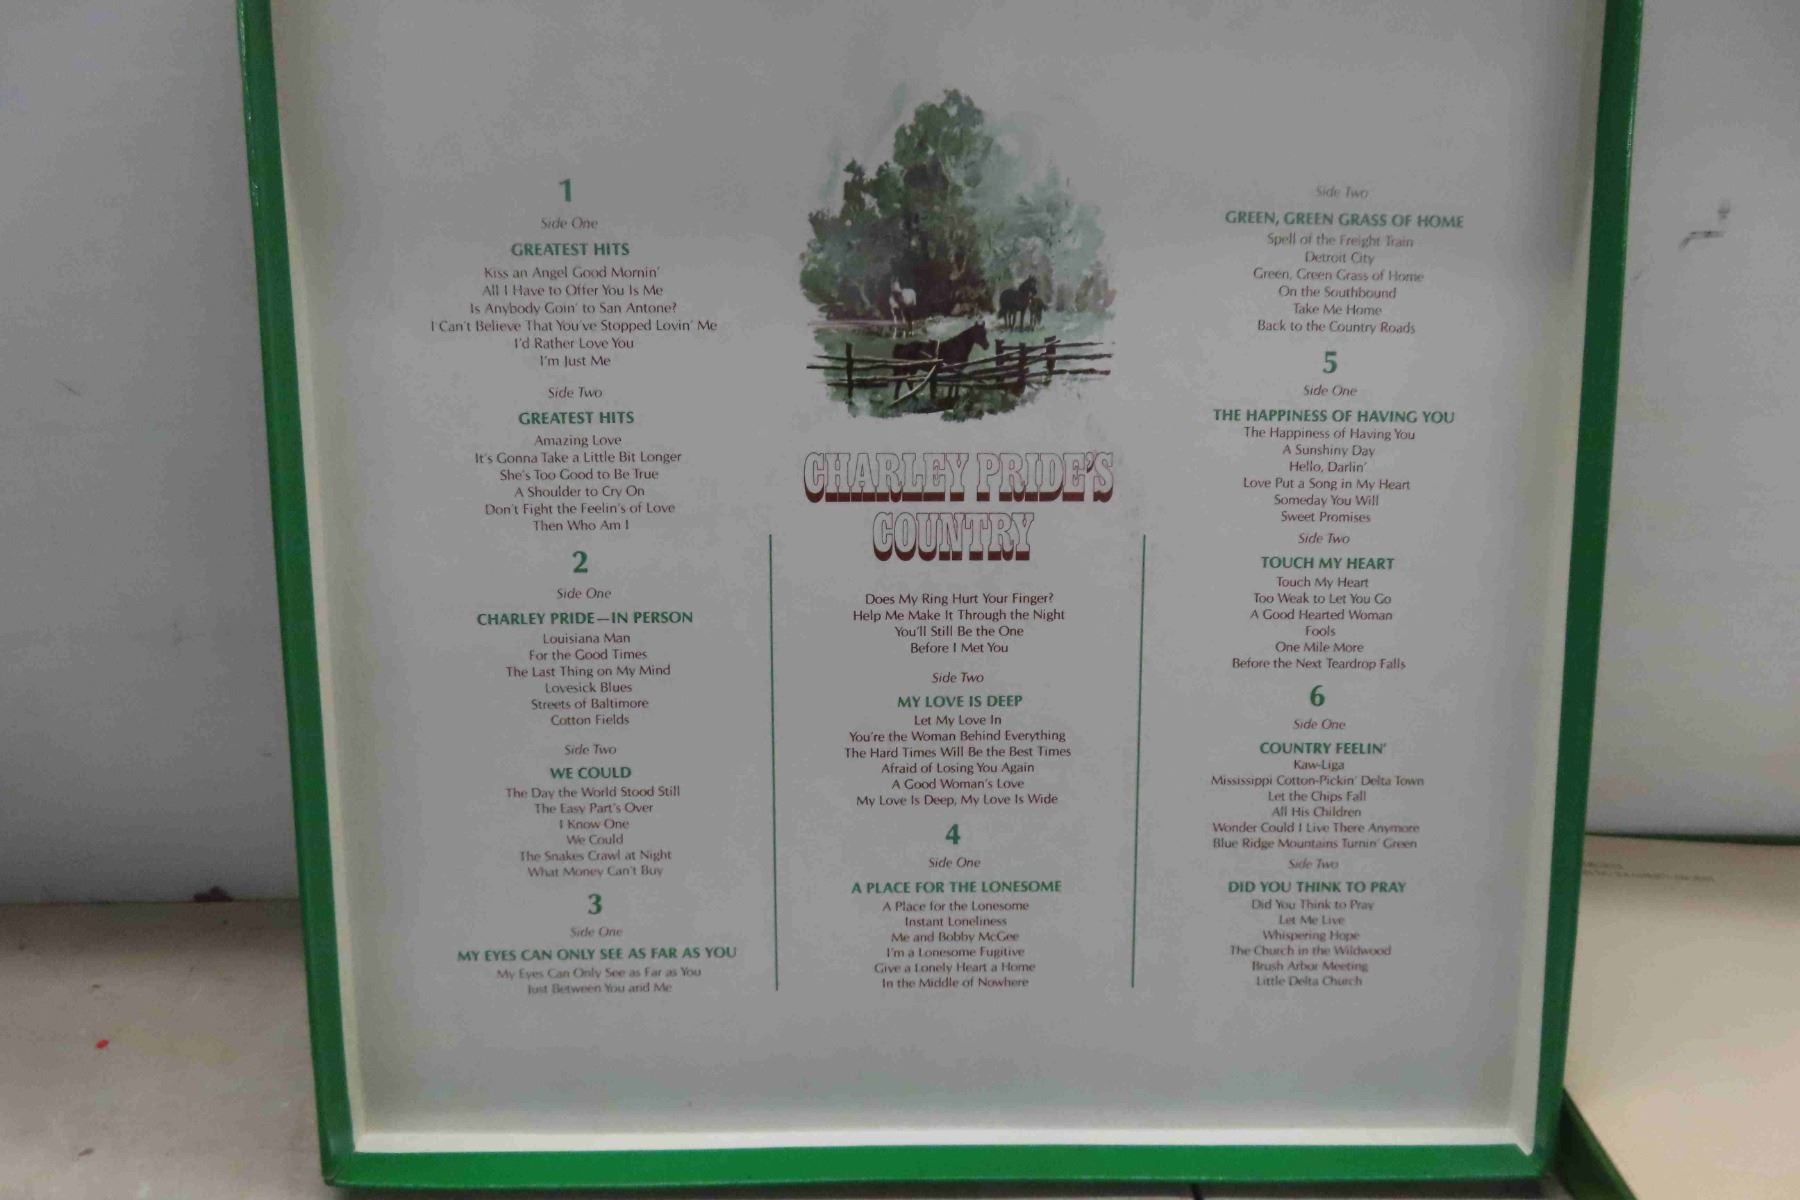 1
Side One
GREATEST HITS
Kiss an Angel Good Mornin'
All I Have to Offer You Is Me
Is Anybody Goin' to San Antone?
I Can't Believe That You've Stopped Lovin' Me
I'd Rather Love You
I'm Just Me
Side Two
GREATEST HITS
Amazing Love
It's Gonna Take a Little Bit Longer
She's Too Good to Be True
A Shoulder to Cry On
Don't Fight the Feelin's of Love
Then Who Am I
2
Side One
CHARLEY PRIDE—IN PERSON
Louisiana Man
For the Good Times
The Last Thing on My Mind
Lovesick Blues
Streets of Baltimore
Cotton Fields
Side Two
WE COULD
The Day the World Stood Still
The Easy Part's Over
I Know One
We Could
The Snakes Crawl at Night
What Money Can't Buy
3
Side One
MY EYES CAN ONLY SEE AS FAR AS YOU
My Eyes Can Only See as Far as You
Just Between You and Me
CHARLEY PRIDE'S
COUNTRY
Does My Ring Hurt Your Finger?
Help Me Make It Through the Night
You'll Still Be the One
Before I Met You
Side Two
MY LOVE IS DEEP
Let My Love In
You're the Woman Behind Everything
The Hard Times Will Be the Best Times
Afraid of Losing You Again
A Good Woman's Love
My Love Is Deep, My Love Is Wide
4
Side One
A PLACE FOR THE LONESOME
A Place for the Lonesome
Instant Loneliness
Me and Bobby McGee
I'm a Lonesome Fugitive
Give a Lonely Heart a Home
In the Middle of Nowhere
Side Two
GREEN, GREEN GRASS OF HOME
Spell of the Freight Train
Detroit City
Green, Green Grass of Home
On the Southbound
Take Me Home
Back to the Country Roads
5
Side One
THE HAPPINESS OF HAVING YOU
The Happiness of Having You
A Sunshiny Day
Hello, Darlin'
Love Put a Song in My Heart
Someday You Will
Sweet Promises
Side Two
TOUCH MY HEART
Touch My Heart
Too Weak to Let You Go
A Good Hearted Woman
Fools
One Mile More
Before the Next Teardrop Falls
6
Side One
COUNTRY FEELIN'
Kaw-Liga
Mississippi Cotton-Pickin' Delta Town
Let the Chips Fall
All His Children
Wonder Could I Live There Anymore
Blue Ridge Mountains Turnin' Green
Side Two
DID YOU THINK TO PRAY
Did You Think to Pray
Let Me Live
Whispering Hope
The Church in the Wildwood
Brush Arbor Meeting
Little Delta Church